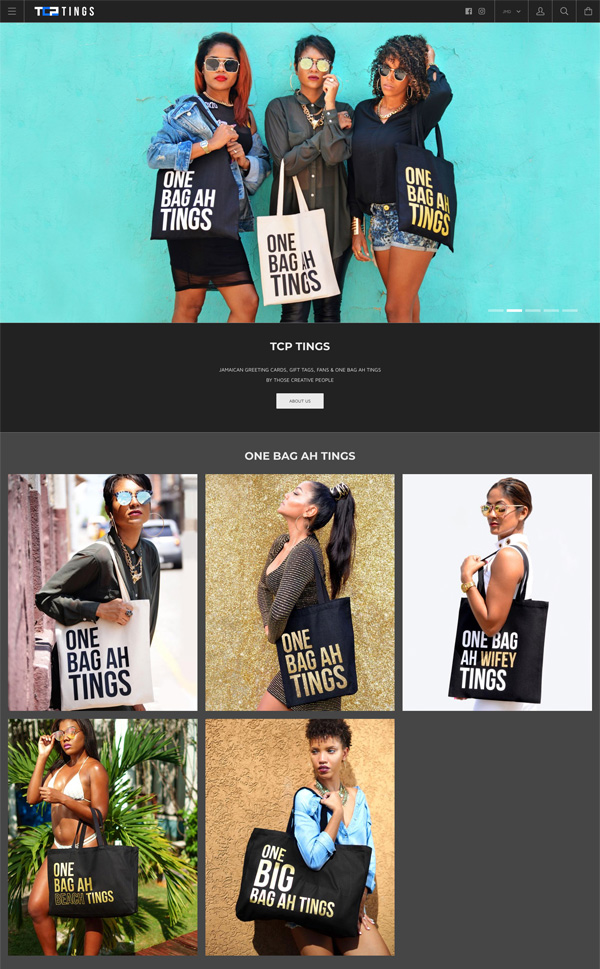 TCP TINGS
JMD
ONE
BAG AH
TINGS
ONE
BAG AH
TINGS
ONE
BAG AH
TINGS
TCP TINGS
JAMAICAN GREETING CARDS, GIFT TAGS, FANS & ONE BAG AH TINGS
BY THOSE CREATIVE PEOPLE
ABOUT US
ONE BAG AH TINGS
ONE
BAG AH
TINGS
ONE
BAG AH
TINGS
ONE BAG
AH WIFEY
TINGS
ONE
BAG AH
BEACH TINGS
ONE
BIG
BAG AH TINGS